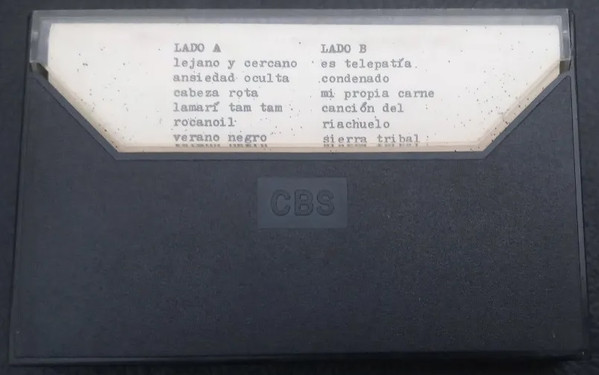 LADO A
lejano y cercano
ansiedad oculta
cabeza rota
lamarí tam tam
rocanoil
verano negro
LADO B
es telepatía
condenado
mi propia carne
canción del
riachuelo
sierra tribal
CBS